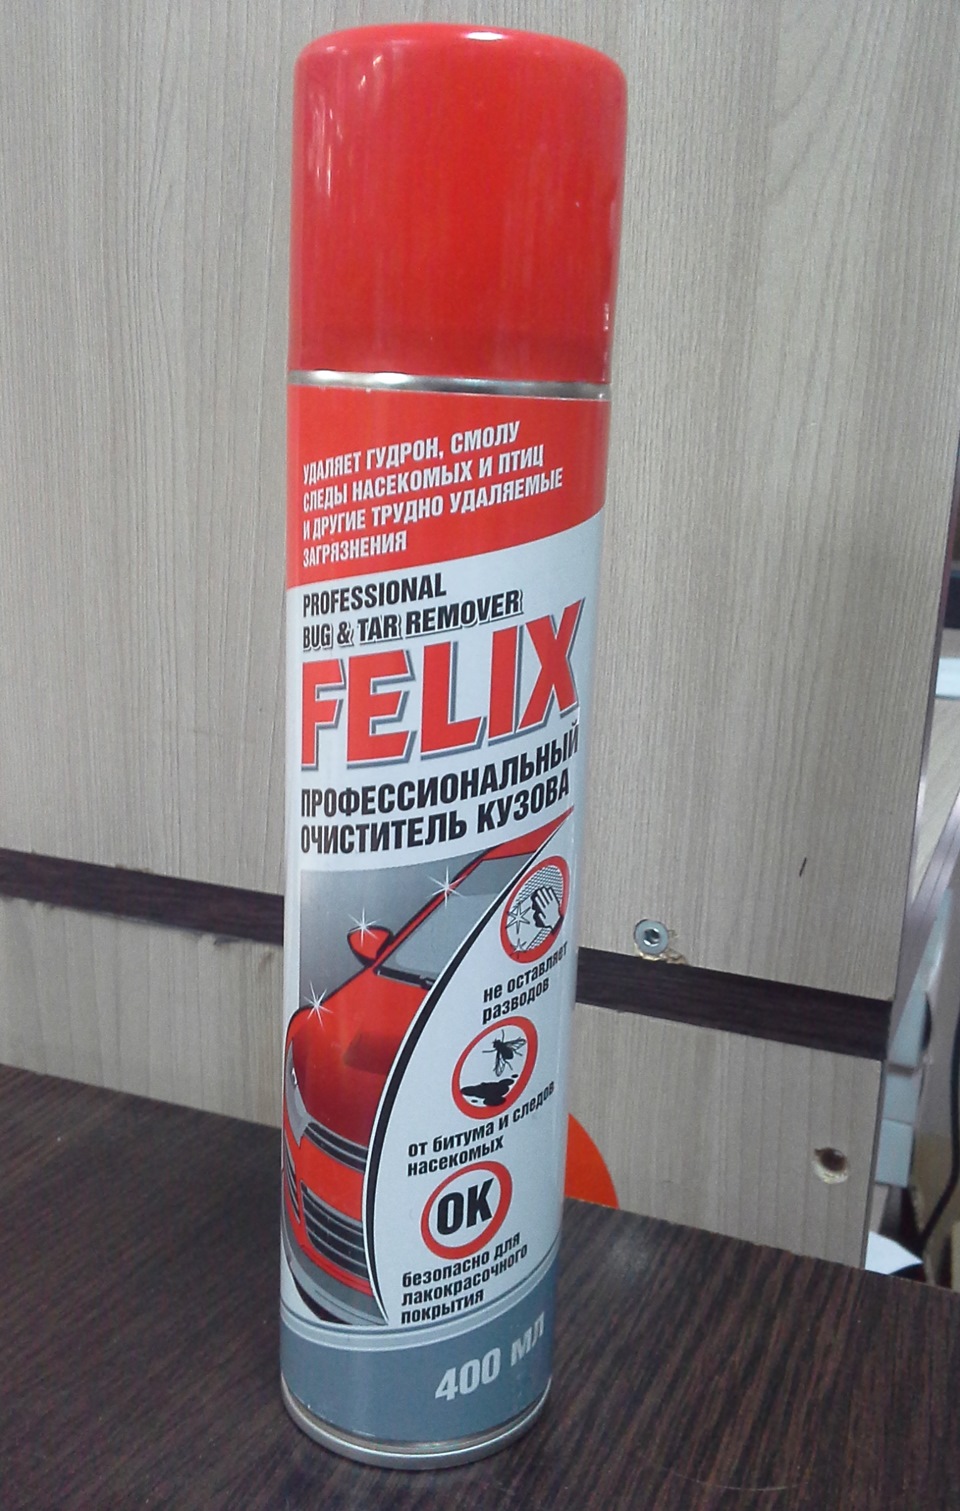 УДАЛЯЕТ ГУДРОН, СМОЛУ
СЛЕДЫ НАСЕКОМЫХ И ПТИЦ
И ДРУГИЕ ТРУДНО УДАЛЯЕМЫЕ
ЗАГРЯЗНЕНИЯ
PROFESSIONAL
BUG & TAR REMOVER
FELIX
ПРОФЕССИОНАЛЬНЫЙ
ОЧИСТИТЕЛЬ КУЗОВА
не оставляет
разводов
от битума и следов
насекомых
OK
безопасно для
лакокрасочного
покрытия
400 МЛ